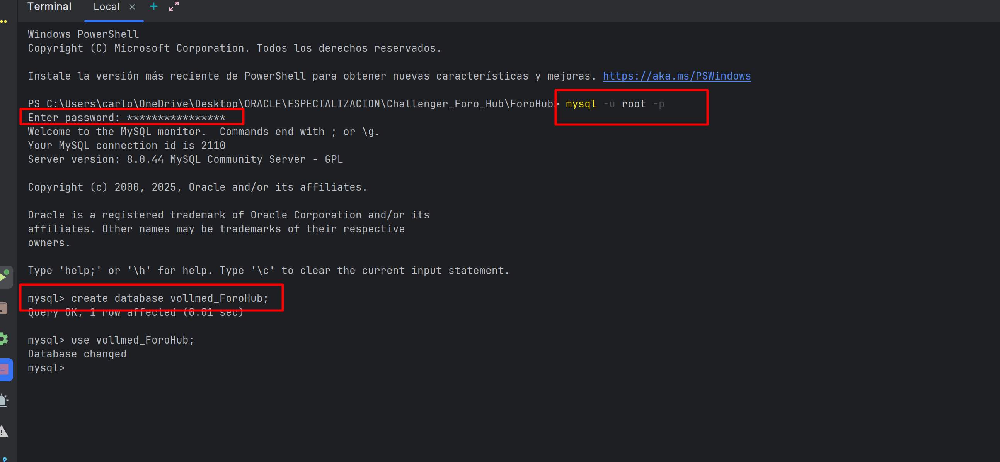 Terminal Local
Windows PowerShell
Copyright (C) Microsoft Corporation. Todos los derechos reservados.
Instale la versión más reciente de PowerShell para obtener nuevas características y mejoras. https://aka.ms/PSWindows
PS C:\Users\carlo\OneDrive\Desktop\ORACLE\ESPECIALIZACION\Challenger_Foro_Hub\ForoHub> mysql -u root -p
Enter password: ****************
Welcome to the MySQL monitor.  Commands end with ; or \g.
Your MySQL connection id is 2110
Server version: 8.0.44 MySQL Community Server - GPL
Copyright (c) 2000, 2025, Oracle and/or its affiliates.
Oracle is a registered trademark of Oracle Corporation and/or its
affiliates. Other names may be trademarks of their respective
owners.
Type 'help;' or '\h' for help. Type '\c' to clear the current input statement.
mysql> create database vollmed_ForoHub;
Query OK, 1 row affected (0.01 sec)
mysql> use vollmed_ForoHub;
Database changed
mysql>